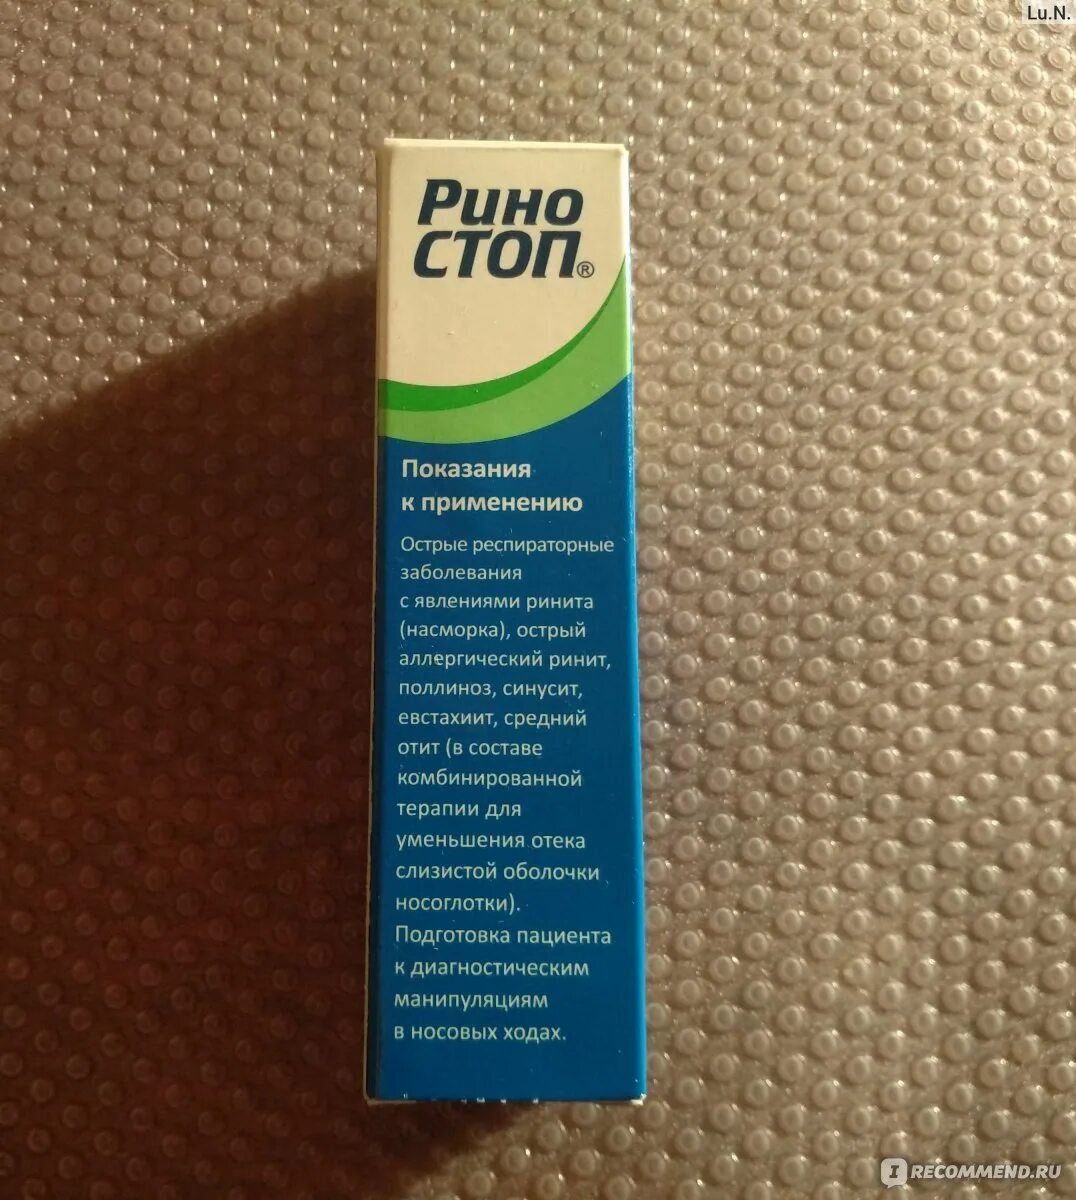 Lu.N.
Рино
СТОП®
Показания
к применению
Острые респираторные
заболевания
с явлениями ринита
(насморка), острый
аллергический ринит,
поллиноз, синусит,
евстахиит, средний
отит (в составе
комбинированной
терапии для
уменьшения отека
слизистой оболочки
носоглотки).
Подготовка пациента
к диагностическим
манипуляциям
в носовых ходах.
I RECOMMEND.RU